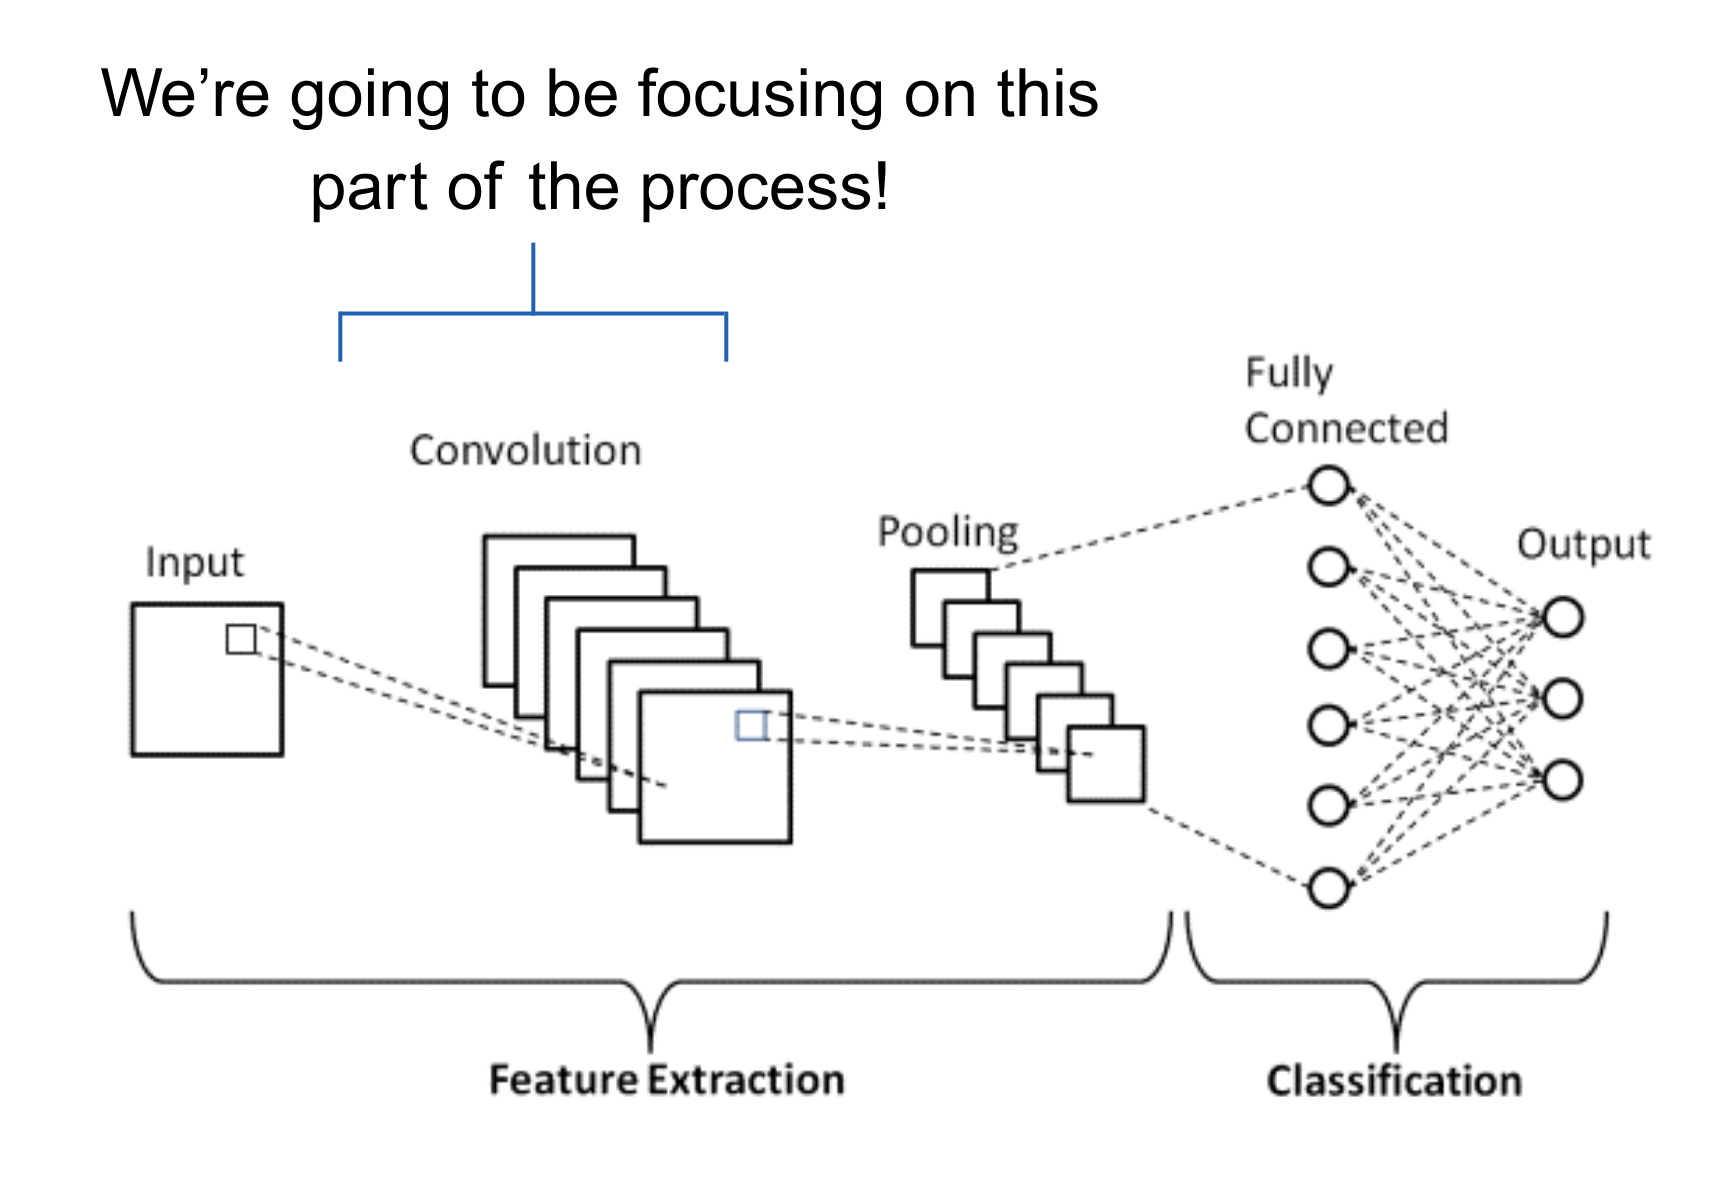 We’re going to be focusing on this
part of the process!
Convolution
Input
Pooling
Fully
Connected
Output
Feature Extraction
Classification